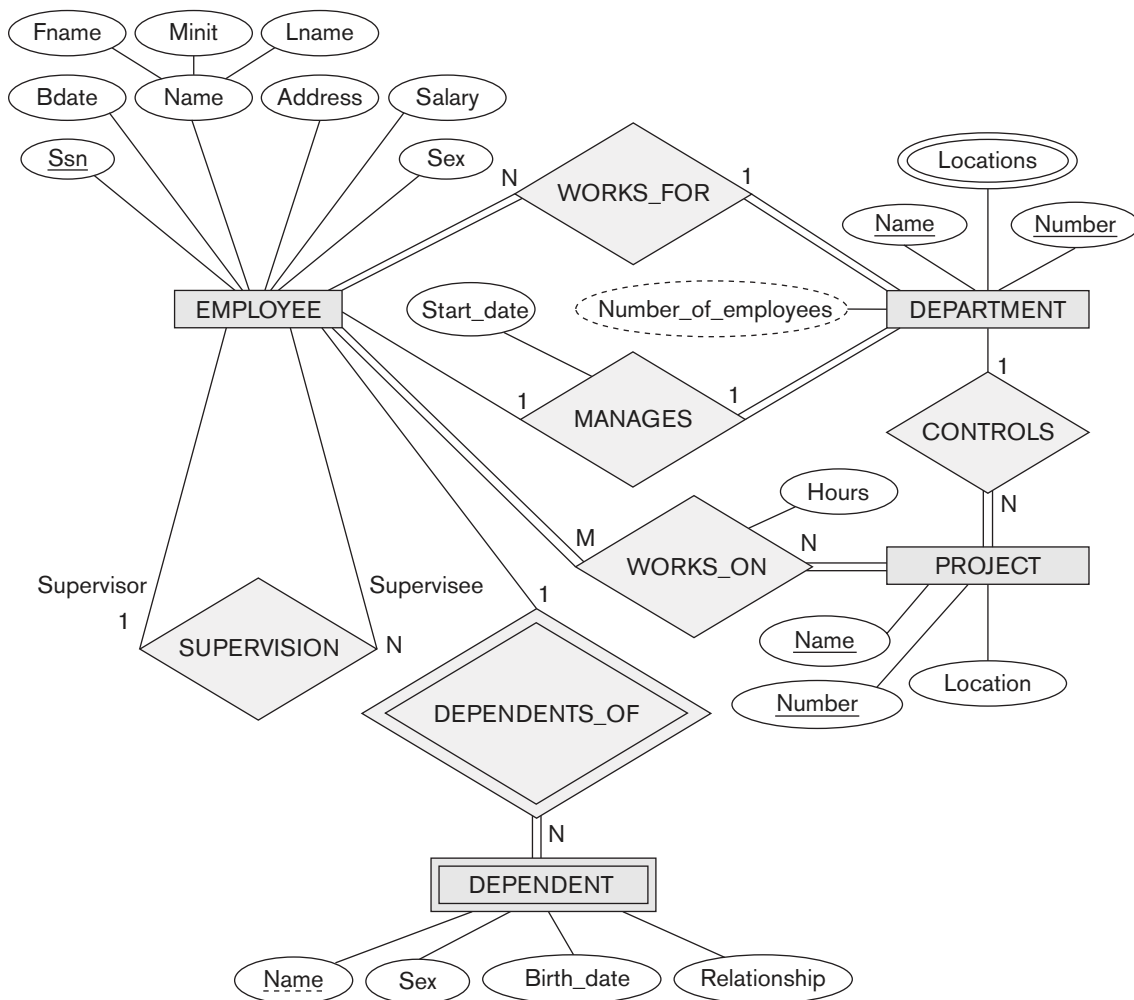 Fname
Minit
Lname
Bdate
Name
Address
Salary
Ssn
Sex
N
WORKS_FOR
1
Locations
Name
Number
EMPLOYEE
Start_date
Number_of_employees
DEPARTMENT
1
MANAGES
1
1
CONTROLS
N
Hours
M
WORKS_ON
N
PROJECT
Supervisor
1
Supervisee
N
SUPERVISION
1
Name
Number
Location
DEPENDENTS_OF
N
DEPENDENT
Name
Sex
Birth_date
Relationship